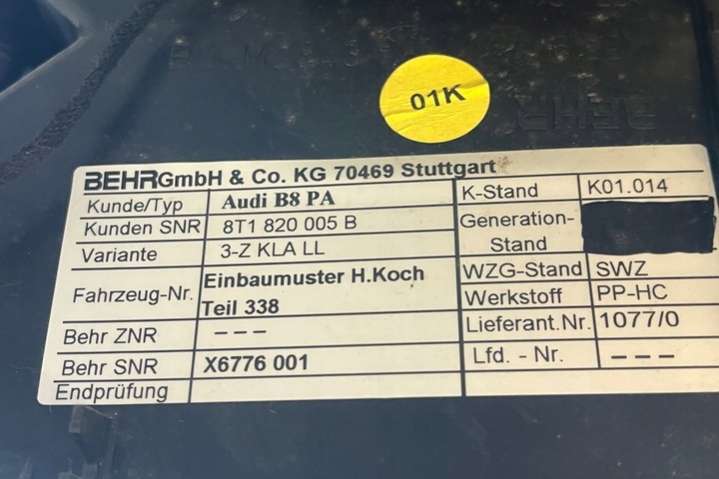 01K
BEHR
BEHR GmbH & Co. KG 70469 Stuttgart
Kunde/Typ Audi B8 PA
Kunden SNR 8T1 820 005 B
Variante 3-Z KLA LL
Fahrzeug-Nr. Einbaumuster H.Koch
Teil 338
Behr ZNR ---
Behr SNR X6776 001
Endprüfung
K-Stand K01.014
Generation-
Stand
WZG-Stand SWZ
Werkstoff PP-HC
Lieferant.Nr. 1077/0
Lfd. - Nr. ---